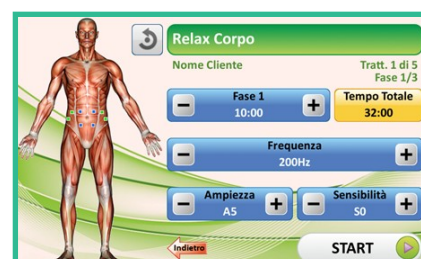 Relax Corpo
Nome Cliente
Tratt. 1 di 5
Fase 1/3
Fase 1
10:00
Tempo Totale
32:00
Frequenza
200Hz
Ampiezza
A5
Sensibilità
S0
Indietro
START